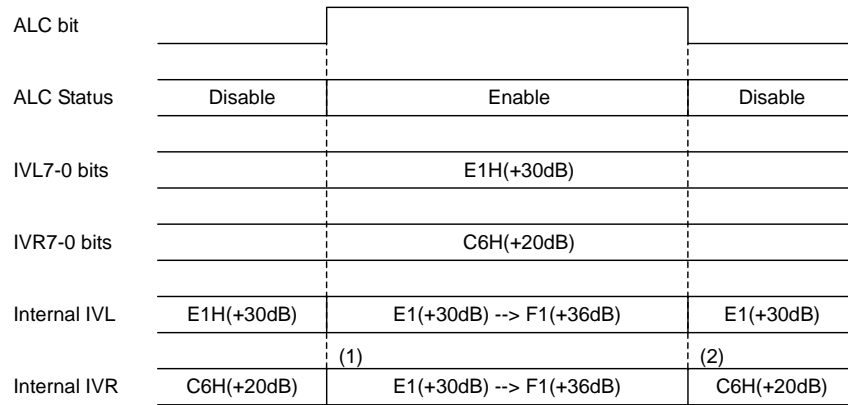 ALC bit
ALC Status Disable Enable Disable
IVL7-0 bits E1H(+30dB)
IVR7-0 bits C6H(+20dB)
Internal IVL E1H(+30dB) E1(+30dB) --> F1(+36dB) E1(+30dB)
(1) (2)
Internal IVR C6H(+20dB) E1(+30dB) --> F1(+36dB) C6H(+20dB)